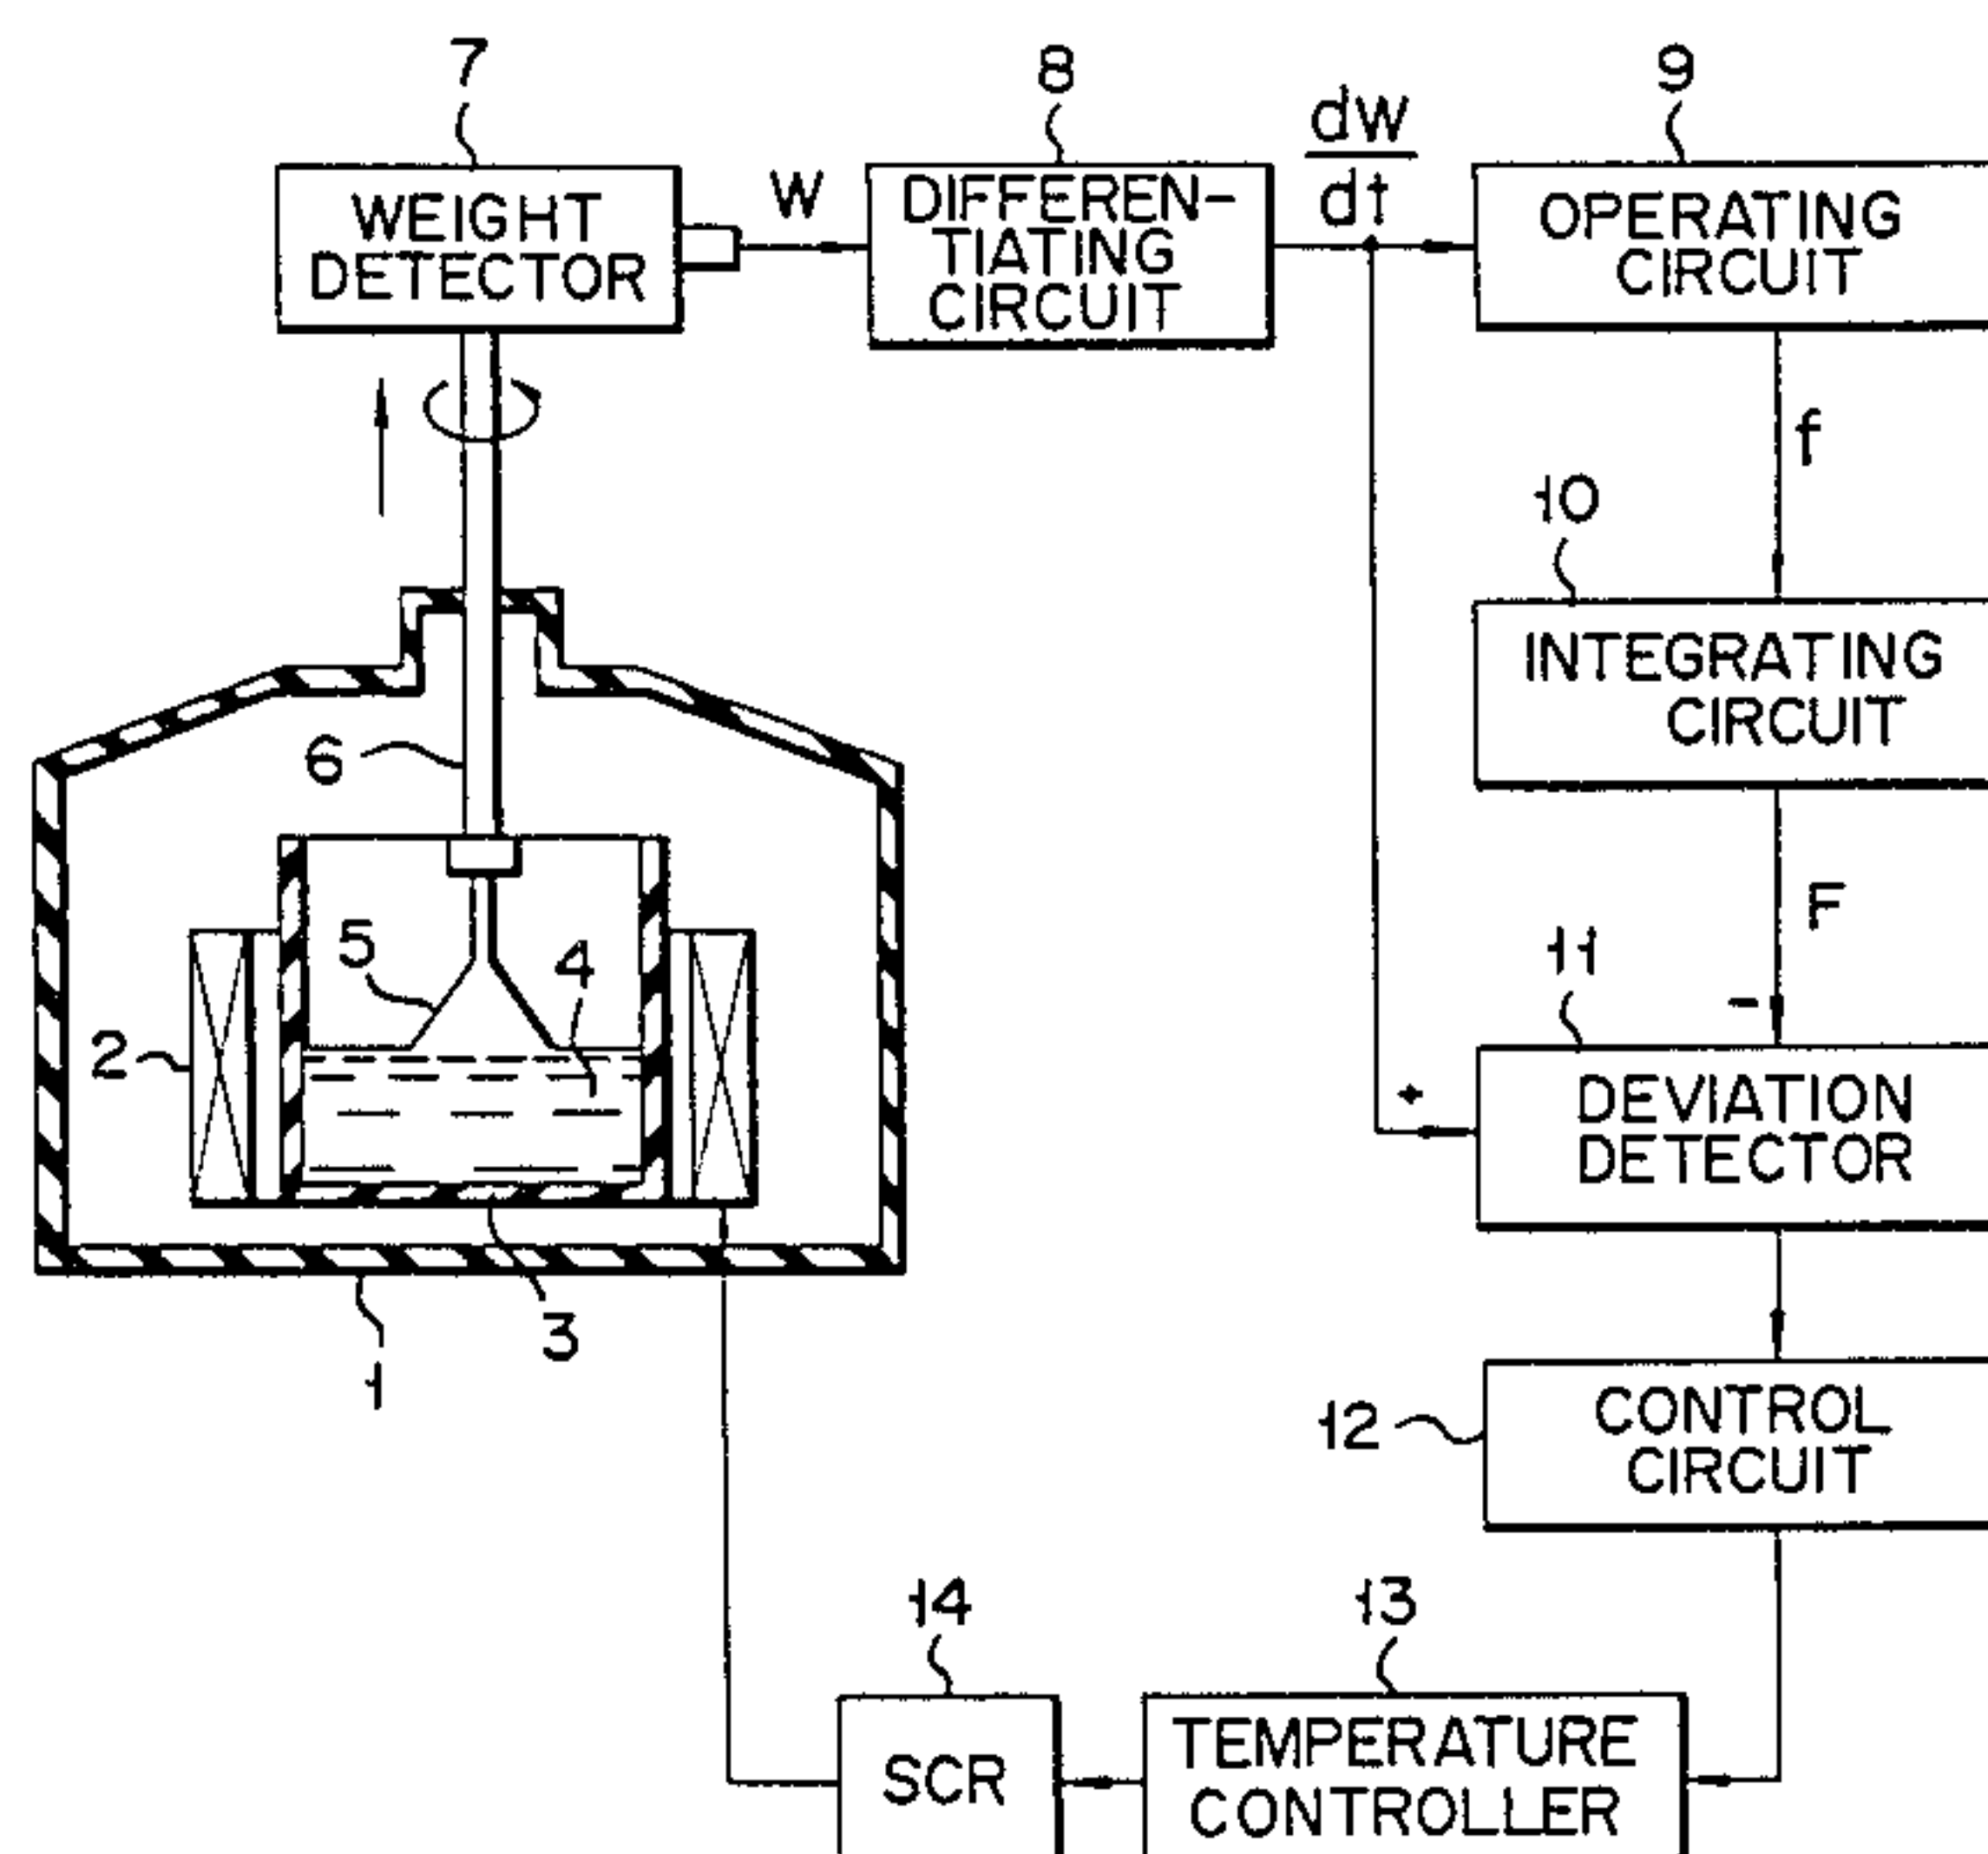 7
8
9
WEIGHT
DETECTOR
W
DIFFEREN-
TIATING
CIRCUIT
dW
dt
OPERATING
CIRCUIT
f
10
INTEGRATING
CIRCUIT
6
F
5
4
11
-
2
+
DEVIATION
DETECTOR
3
1
12
CONTROL
CIRCUIT
14
13
SCR
TEMPERATURE
CONTROLLER